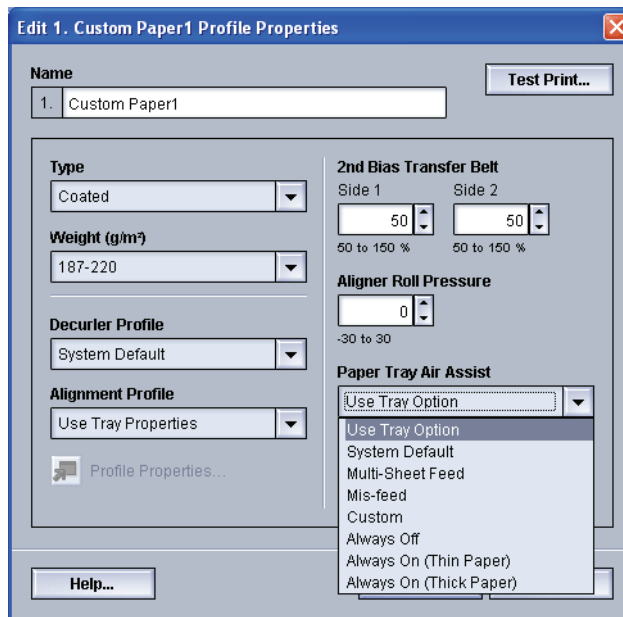 Edit 1. Custom Paper1 Profile Properties
Name
1. Custom Paper1
Test Print...
Type
Coated
Weight (g/m²)
187-220
Decurler Profile
System Default
Alignment Profile
Use Tray Properties
Profile Properties...
2nd Bias Transfer Belt
Side 1 Side 2
50 50
50 to 150 % 50 to 150 %
Aligner Roll Pressure
0
-30 to 30
Paper Tray Air Assist
Use Tray Option
Use Tray Option
System Default
Multi-Sheet Feed
Mis-feed
Custom
Always Off
Always On (Thin Paper)
Always On (Thick Paper)
Help...